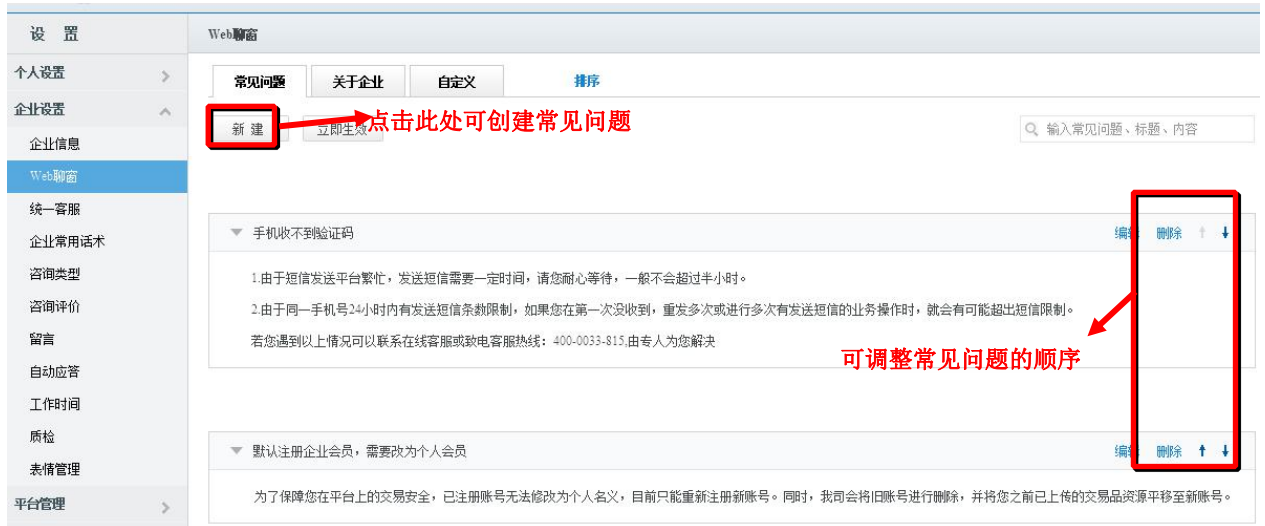 设 置
Web聊窗
个人设置
常见问题 关于企业 自定义 排序
企业设置
新 建 立即生效 点击此处可创建常见问题
输入常见问题、标题、内容
企业信息
Web聊窗
统一客服
企业常用话术
咨询类型
咨询评价
留言
自动应答
工作时间
质检
表情管理
平台管理
手机收不到验证码 编辑 删除
1.由于短信发送平台繁忙，发送短信需要一定时间，请您耐心等待，一般不会超过半小时。
2.由于同一手机号24小时内有发送短信条数限制，如果您在第一次没收到，重发多次或进行多次有发送短信的业务操作时，就会有可能超出短信限制。
若您遇到以上情况可以联系在线客服或致电客服热线：400-0033-815,由专人为您解决
可调整常见问题的顺序
默认注册企业会员，需要改为个人会员 编辑 删除
为了保障您在平台上的交易安全，已注册账号无法修改为个人名义，目前只能重新注册新账号。同时，我司会将旧账号进行删除，并将您之前已上传的交易品资源平移至新账号。